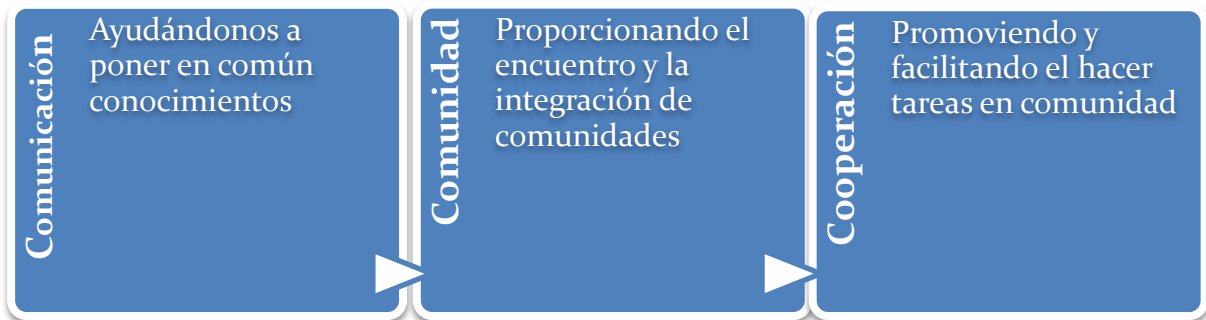 Comunicación
Ayudándonos a
poner en común
conocimientos
Comunidad
Proporcionando el
encuentro y la
integración de
comunidades
Cooperación
Promoviendo y
facilitando el hacer
tareas en comunidad